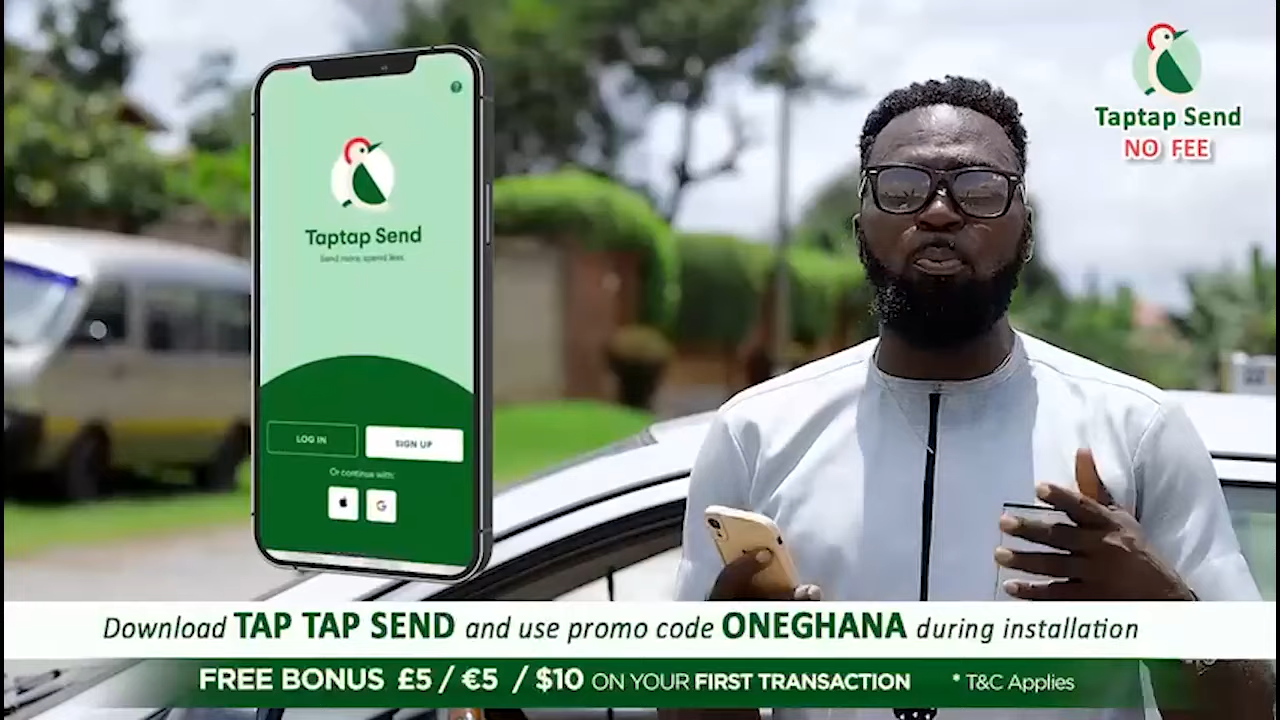 Taptap Send
NO FEE
Taptap Send
Send more, spend less.
LOG IN
SIGN UP
Or continue with:
G
Download TAP TAP SEND and use promo code ONEGHANA during installation
FREE BONUS £5 / €5 / $10 ON YOUR FIRST TRANSACTION * T&C Applies